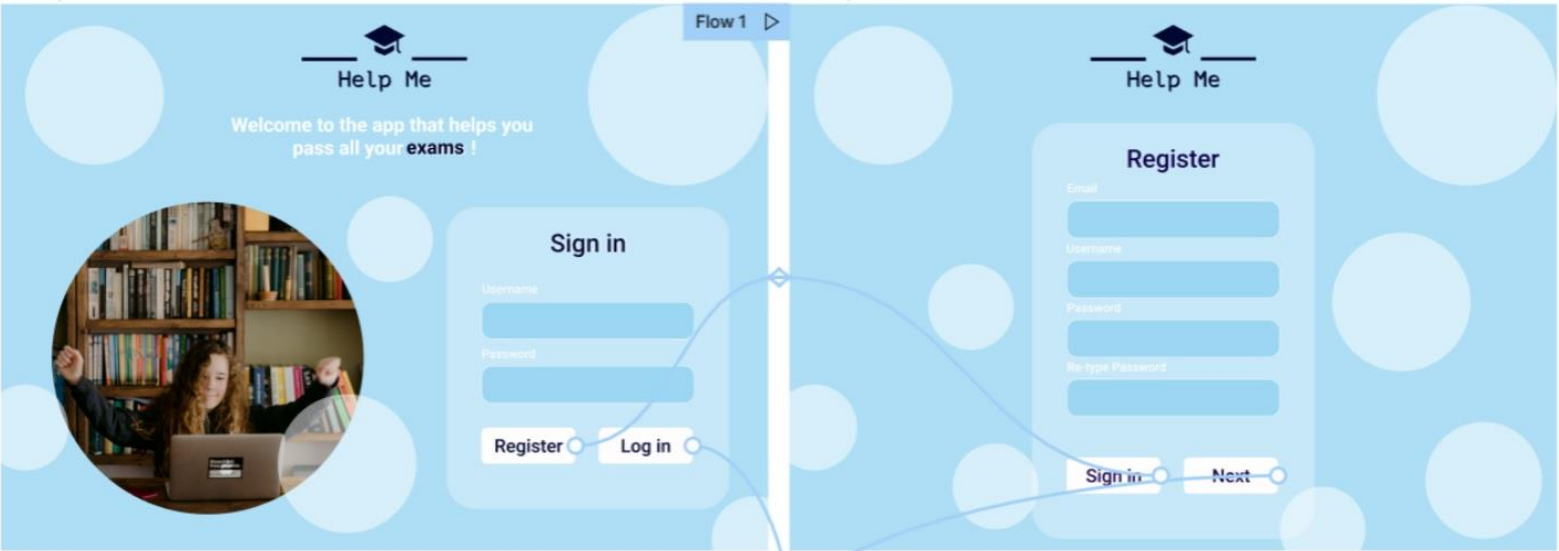 Flow 1
Help Me
Welcome to the app that helps you
pass all your exams !
Sign in
Username
Password
Register
Log in
Help Me
Register
Email
Username
Password
Re-type Password
Sign in
Next